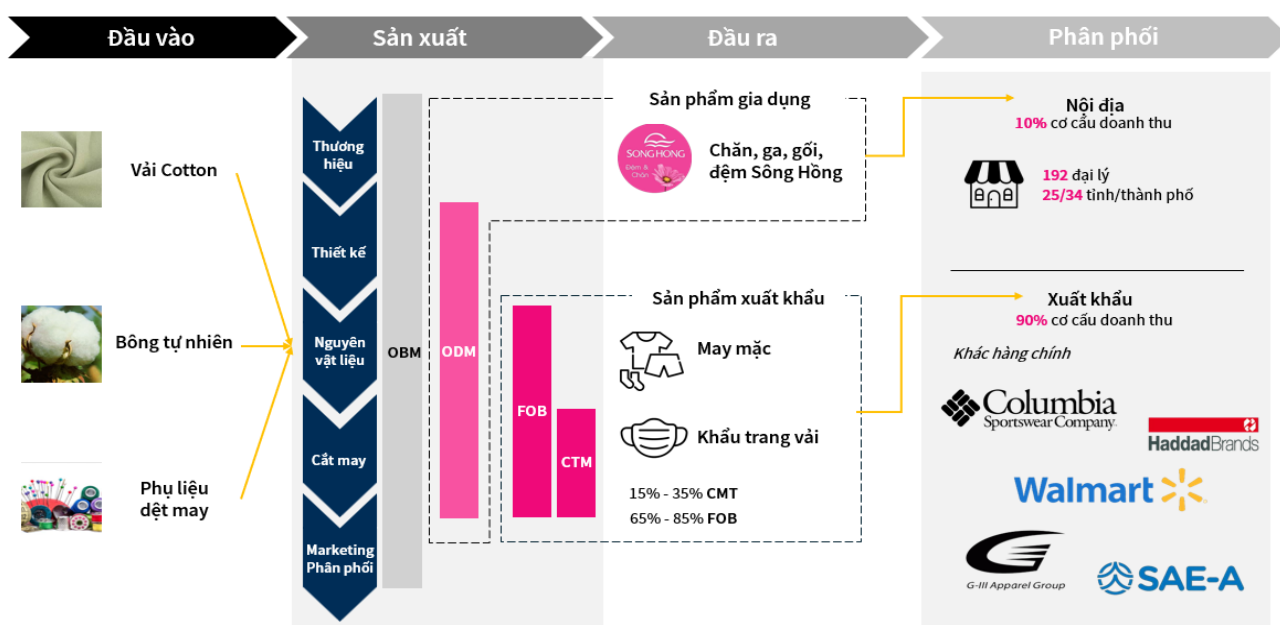 Đầu vào
Sản xuất
Đầu ra
Phân phối
Vải Cotton
Bông tự nhiên
Phụ liệu
dệt may
Thương
hiệu
Thiết kế
Nguyên
vật liệu
Cắt may
Marketing
Phân phối
OBM
ODM
FOB
CTM
Sản phẩm gia dụng
SONG HONG
Đệm &
Chăn
Chăn, ga, gối,
đệm Sông Hồng
Sản phẩm xuất khẩu
May mặc
Khẩu trang vải
15% - 35% CMT
65% - 85% FOB
Nội địa
10% cơ cấu doanh thu
192 đại lý
25/34 tỉnh/thành phố
Xuất khẩu
90% cơ cấu doanh thu
Khác hàng chính
Columbia
Sportswear Company
HaddadBrands
Walmart
G-III Apparel Group
SAE-A